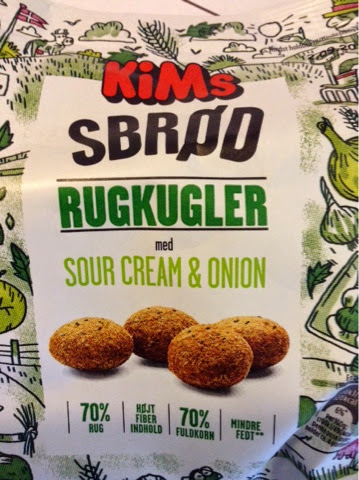 KiMs
SBRØD
RUGKUGLER
med
SOUR CREAM & ONION
70%
RUG
HØJT
FIBER
INDHOLD
70%
FULDKORN
MINDRE
FEDT**